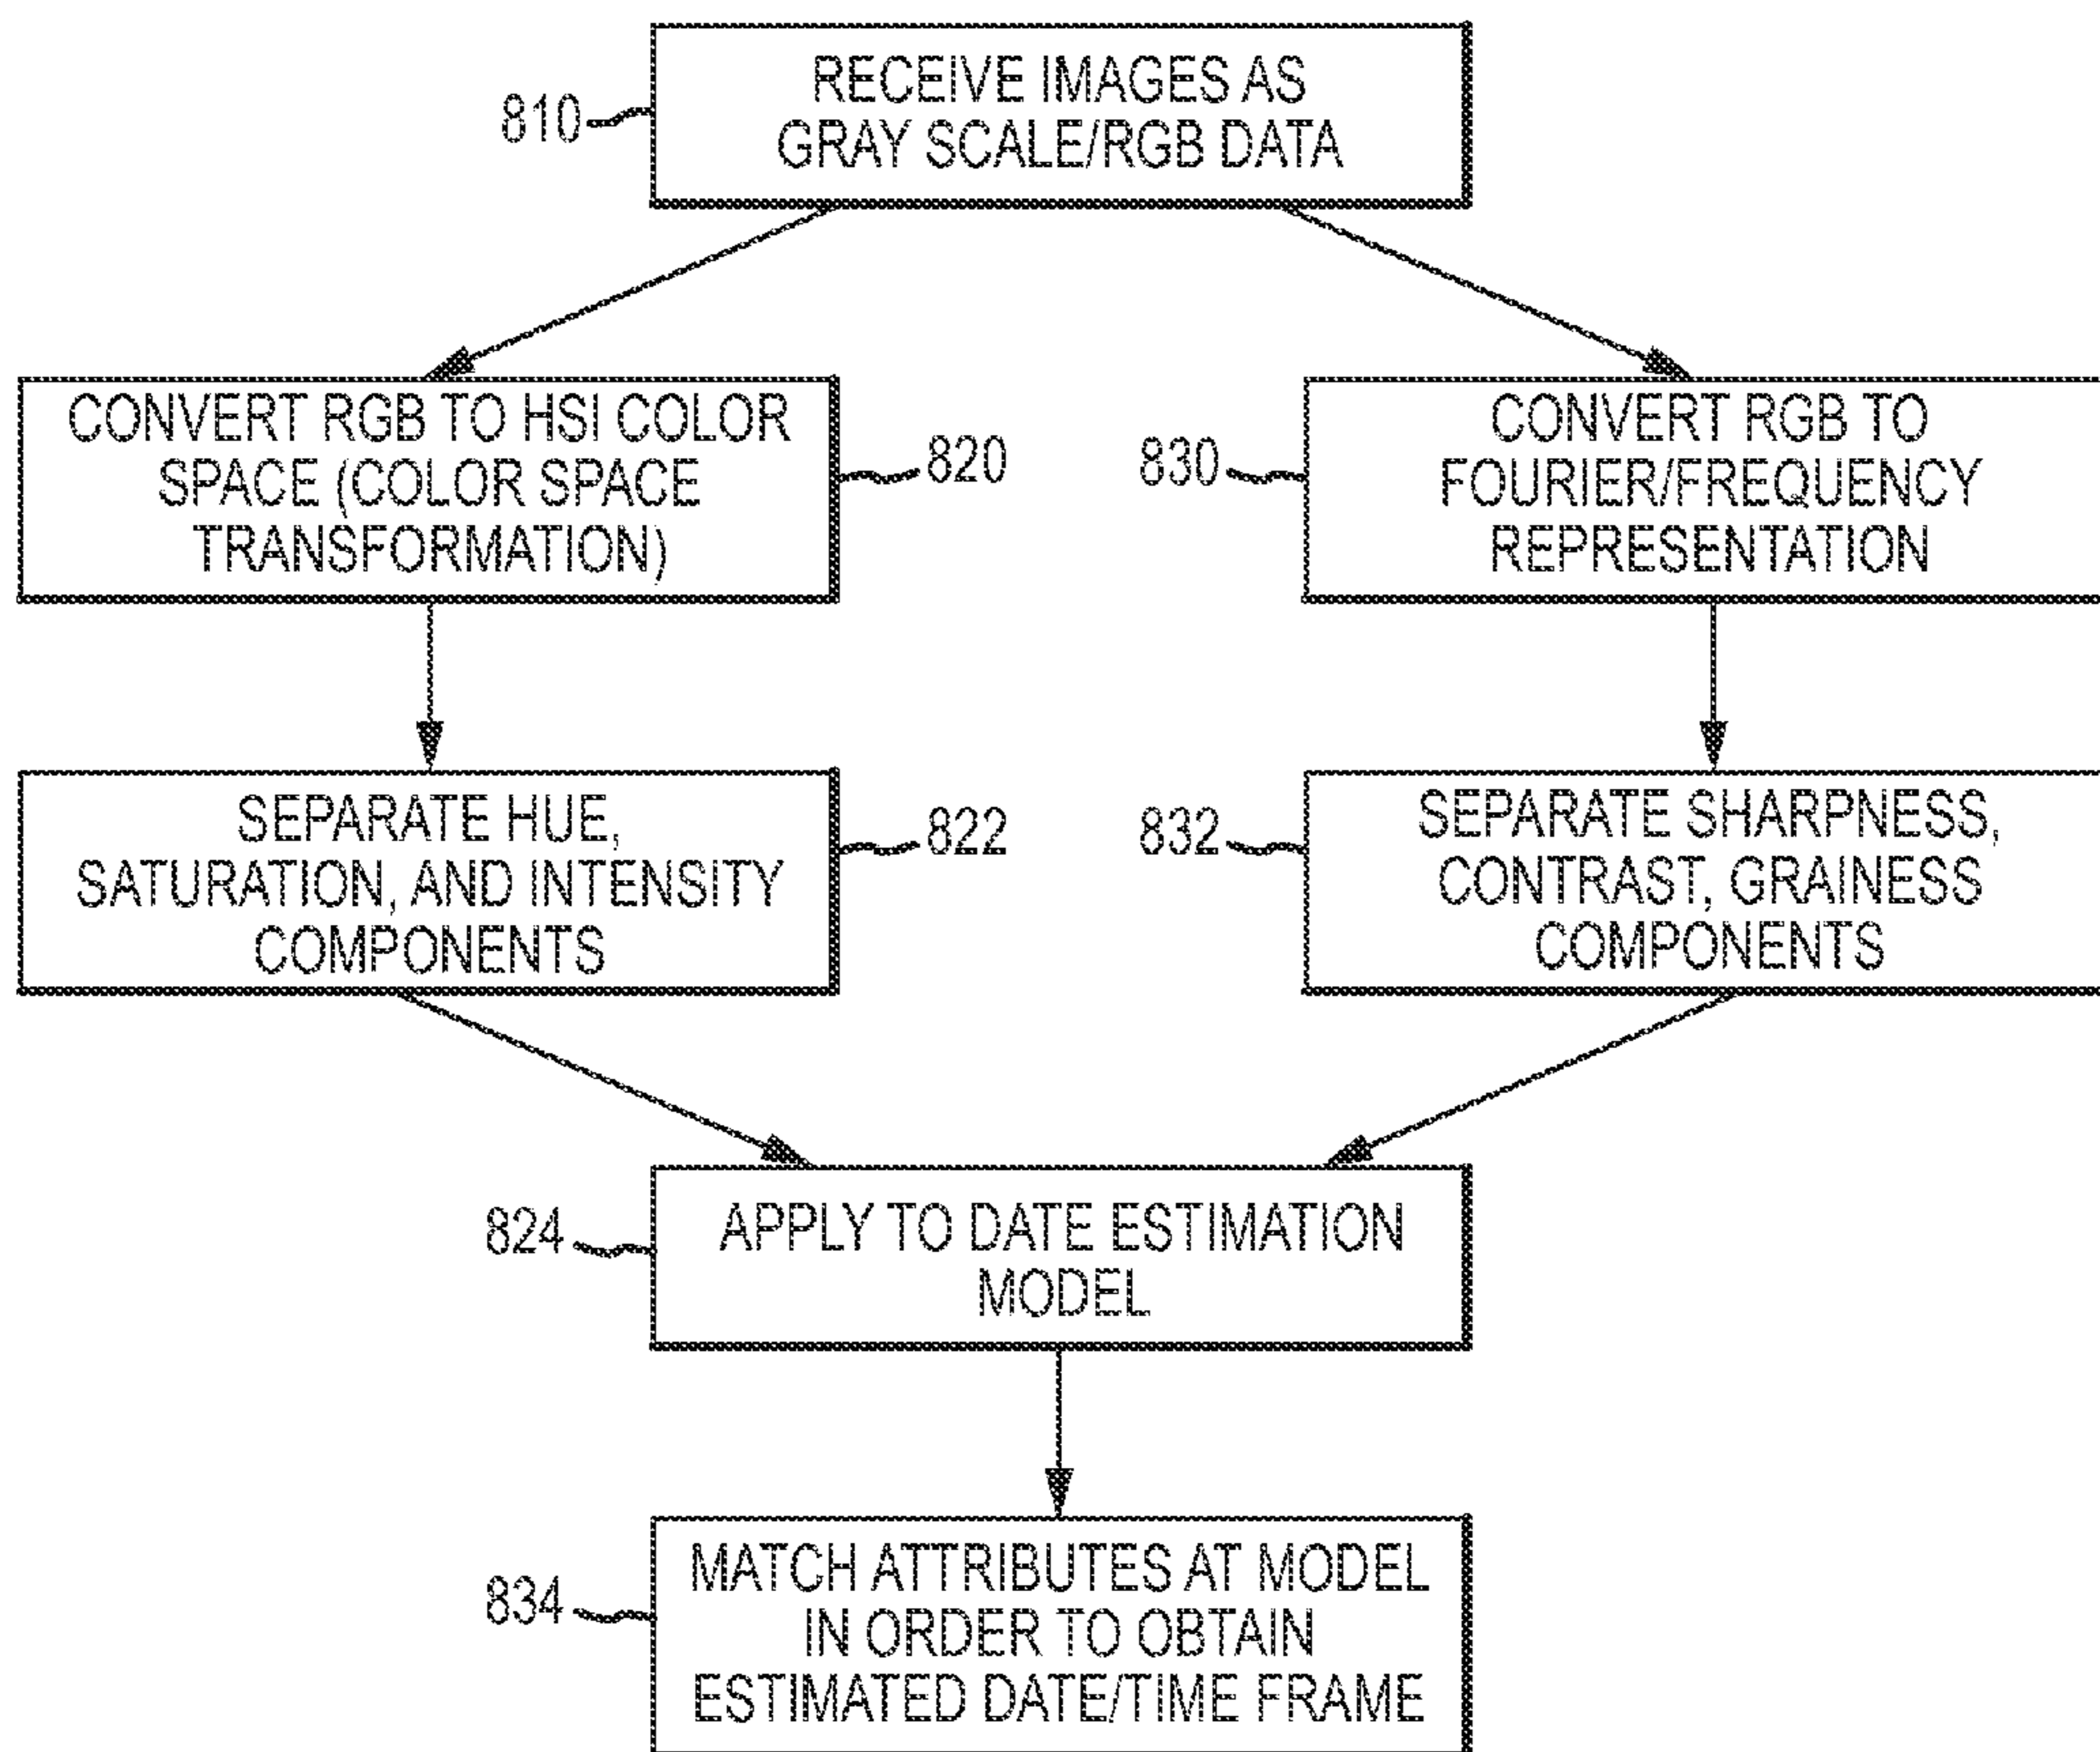 RECEIVE IMAGES AS
GRAY SCALE/RGB DATA
810
CONVERT RGB TO HSI COLOR
SPACE (COLOR SPACE
TRANSFORMATION)
820
830
CONVERT RGB TO
FOURIER/FREQUENCY
REPRESENTATION
SEPARATE HUE,
SATURATION, AND INTENSITY
COMPONENTS
822
832
SEPARATE SHARPNESS,
CONTRAST, GRAINESS
COMPONENTS
824
APPLY TO DATE ESTIMATION
MODEL
834
MATCH ATTRIBUTES AT MODEL
IN ORDER TO OBTAIN
ESTIMATED DATE/TIME FRAME